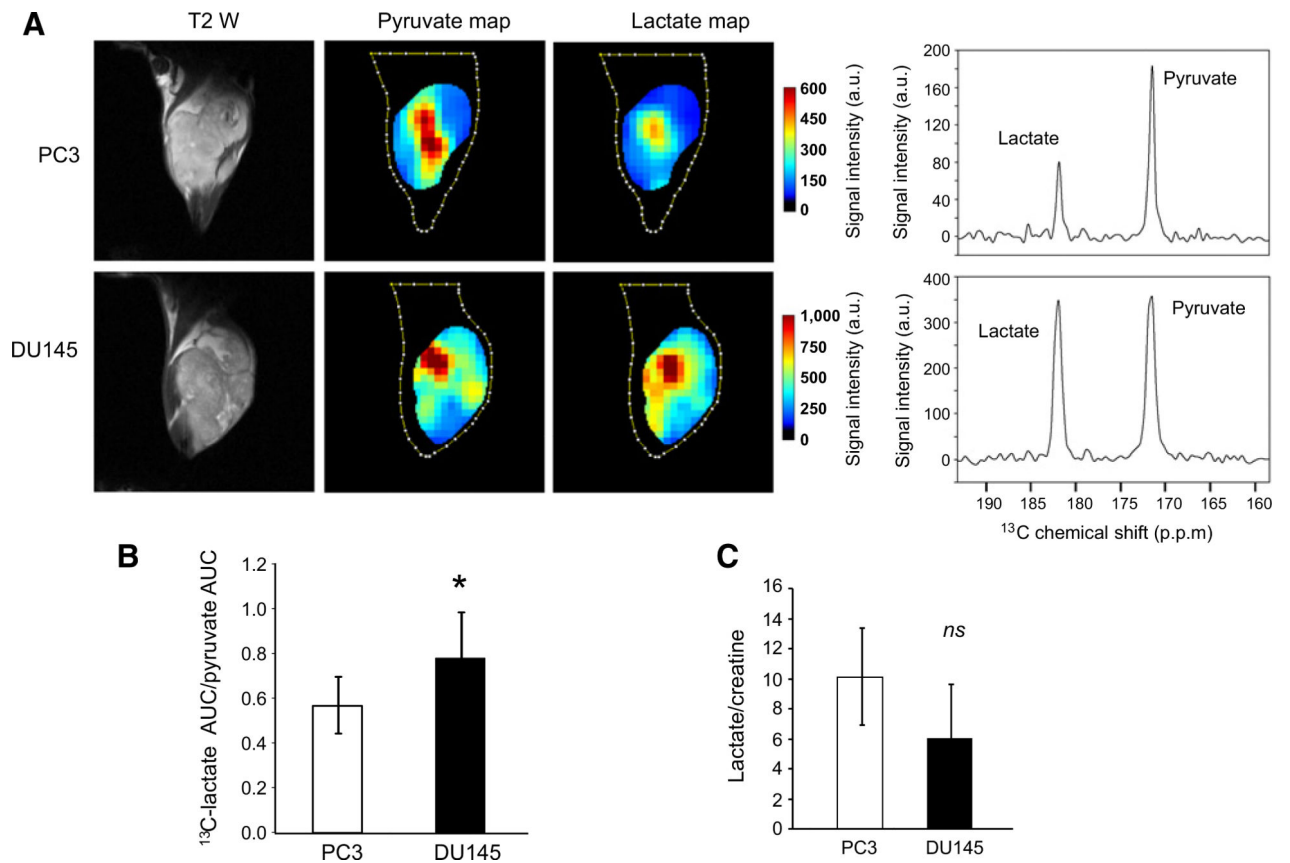 A
T2 W
Pyruvate map
Lactate map
PC3
600
450
300
150
0
Signal intensity (a.u.)
Signal intensity (a.u.)
200
160
120
80
40
0
Lactate
Pyruvate
DU145
1,000
750
500
250
0
Signal intensity (a.u.)
Signal intensity (a.u.)
400
300
200
100
0
Lactate
Pyruvate
190 185 182 175 170 165 160
¹³C chemical shift (p.p.m)
B
¹³C-lactate AUC/pyruvate AUC
1.2
1.0
0.8
0.6
0.4
0.2
0.0
*
PC3 DU145
C
Lactate/creatine
16
14
12
10
8
6
4
2
0
ns
PC3 DU145